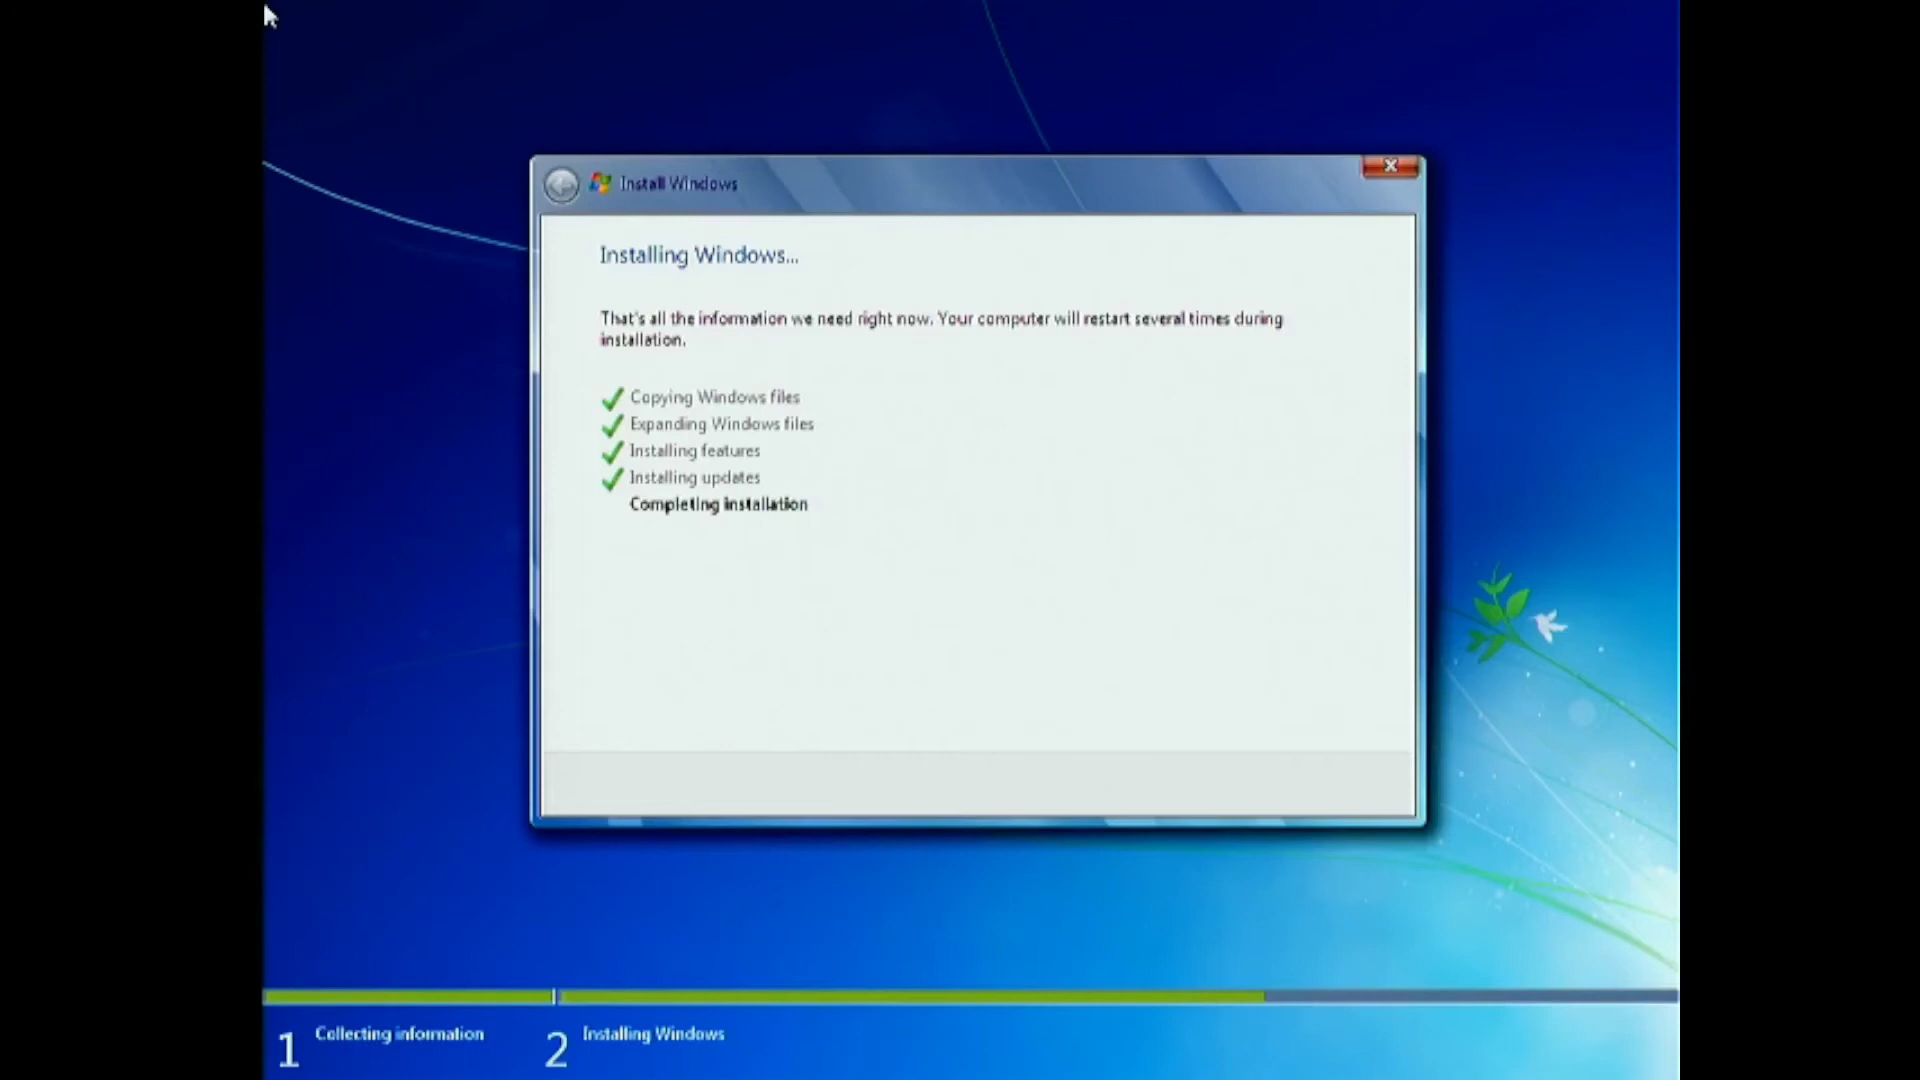 Install Windows
Installing Windows...
That's all the information we need right now. Your computer will restart several times during
installation.
Copying Windows files
Expanding Windows files
Installing features
Installing updates
Completing installation
1 Collecting information
2 Installing Windows